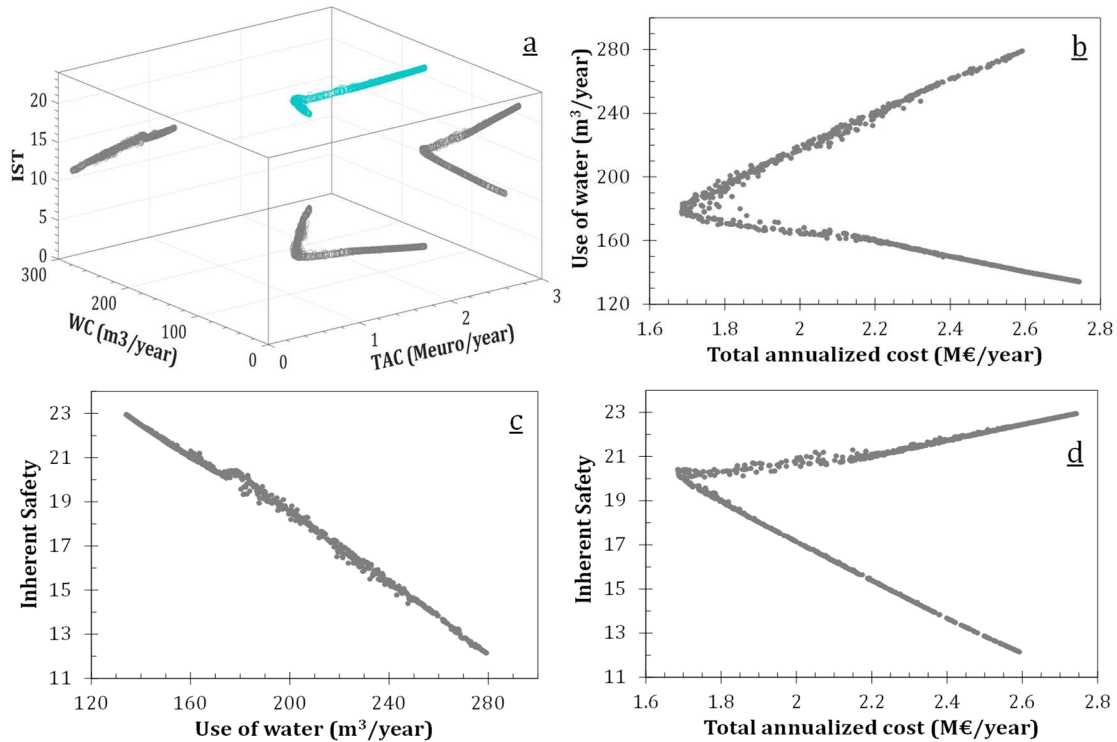 a
20
15
10
5
0
IST
300
200
100
0
WC (m3/year)
0
1
2
3
TAC (Meuro/year)
b
280
240
200
160
120
Use of water (m³/year)
1.6 1.8 2 2.2 2.4 2.6 2.8
Total annualized cost (M€/year)
c
23
21
19
17
15
13
11
Inherent Safety
120 160 200 240 280
Use of water (m³/year)
d
23
21
19
17
15
13
11
Inherent Safety
1.6 1.8 2 2.2 2.4 2.6 2.8
Total annualized cost (M€/year)